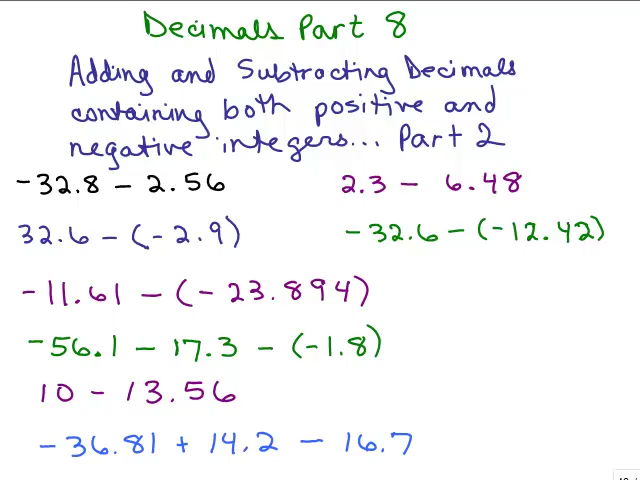 Decimals Part 8
Adding and Subtracting Decimals
containing both positive and
negative integers... Part 2
-32.8 - 2.56
2.3 - 6.48
32.6 - (-2.9)
-32.6 - (-12.42)
-11.61 - (-23.894)
-56.1 - 17.3 - (-1.8)
10 - 13.56
-36.81 + 14.2 - 16.7